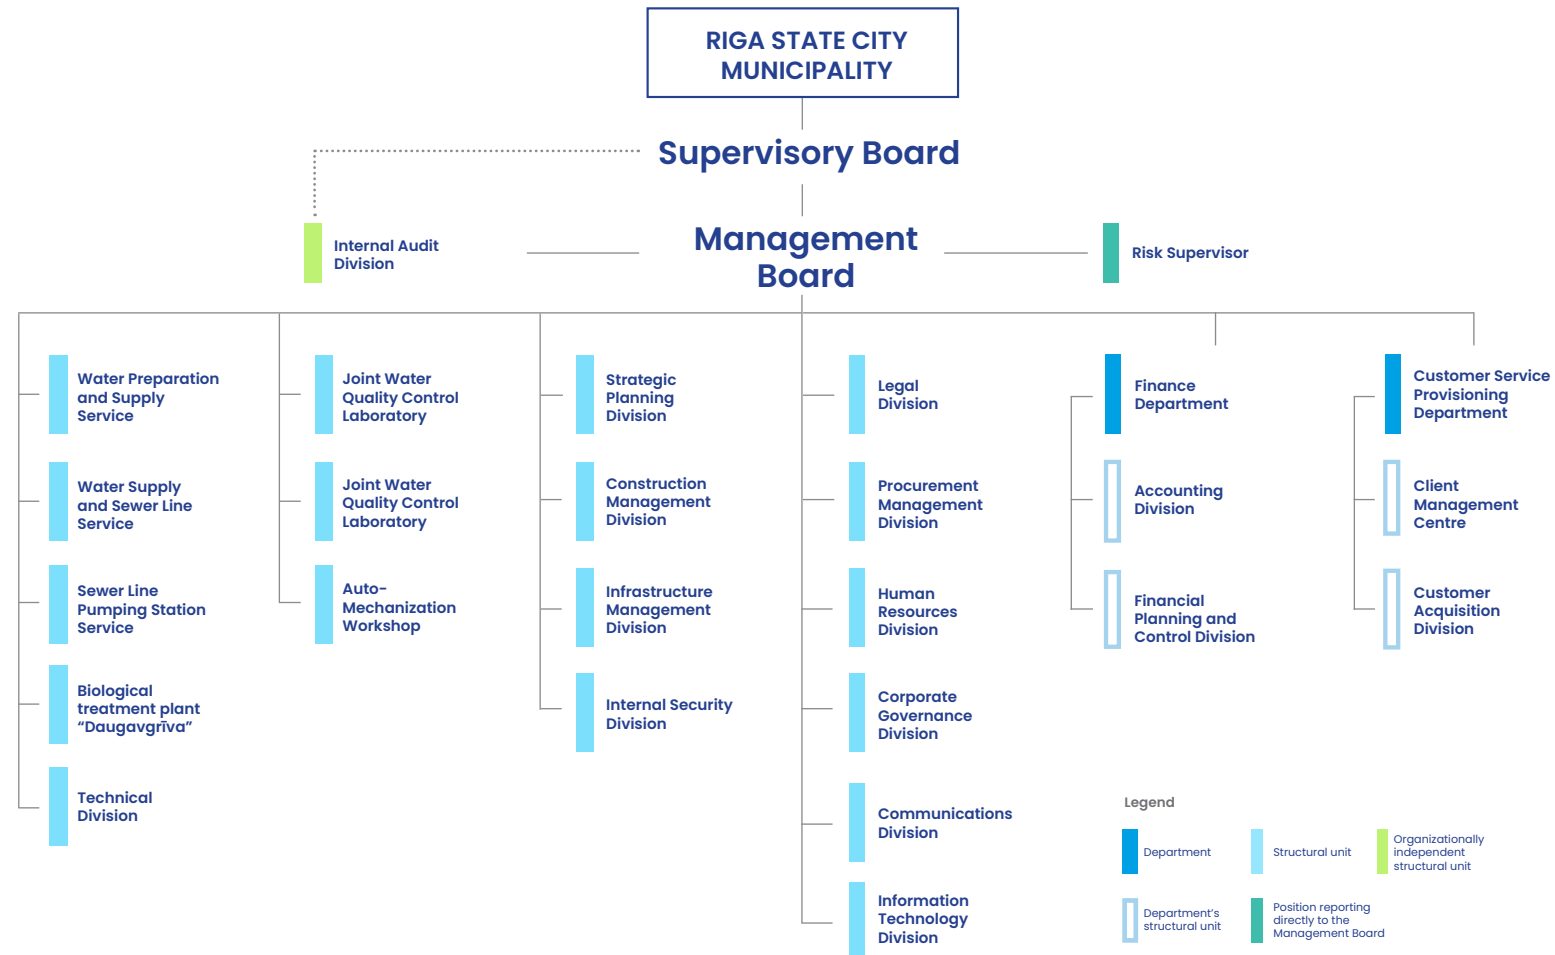 RIGA STATE CITY
MUNICIPALITY
Supervisory Board
Management
Board
Internal Audit
Division
Risk Supervisor
Water Preparation
and Supply
Service
Water Supply
and Sewer Line
Service
Sewer Line
Pumping Station
Service
Biological
treatment plant
“Daugavgrīva”
Technical
Division
Joint Water
Quality Control
Laboratory
Joint Water
Quality Control
Laboratory
Auto-
Mechanization
Workshop
Strategic
Planning
Division
Construction
Management
Division
Infrastructure
Management
Division
Internal Security
Division
Legal
Division
Procurement
Management
Division
Human
Resources
Division
Corporate
Governance
Division
Communications
Division
Information
Technology
Division
Finance
Department
Accounting
Division
Financial
Planning and
Control Division
Customer Service
Provisioning
Department
Client
Management
Centre
Customer
Acquisition
Division
Legend
Department
Structural unit
Organizationally
independent
structural unit
Department’s
structural unit
Position reporting
directly to the
Management Board